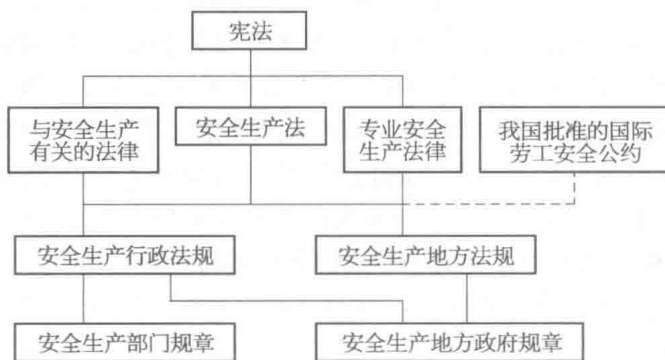 宪法
与安全生产
有关的法律
安全生产法
专业安全
生产法律
我国批准的国际
劳工安全公约
安全生产行政法规
安全生产地方法规
安全生产部门规章
安全生产地方政府规章